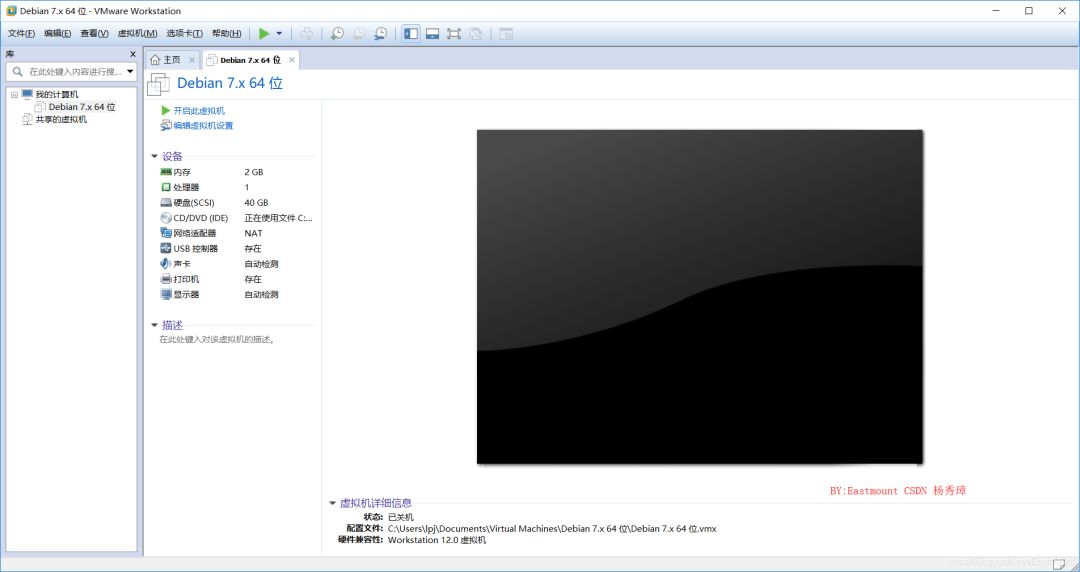 Debian 7.x 64 位 - VMware Workstation
文件(F) 编辑(E) 查看(V) 虚拟机(M) 选项卡(T) 帮助(H)
库
在此处键入内容进行搜...
我的计算机
Debian 7.x 64 位
共享的虚拟机
主页
Debian 7.x 64 位
Debian 7.x 64 位
开启此虚拟机
编辑虚拟机设置
设备
内存 2 GB
处理器 1
硬盘(SCSI) 40 GB
CD/DVD (IDE) 正在使用文件 C:...
网络适配器 NAT
USB 控制器 存在
声卡 自动检测
打印机 存在
显示器 自动检测
描述
在此处键入对该虚拟机的描述。
BY:Eastmount CSDN 杨秀璋
虚拟机详细信息
状态: 已关机
配置文件: C:\Users\lpj\Documents\Virtual Machines\Debian 7.x 64 位\Debian 7.x 64 位.vmx
硬件兼容性: Workstation 12.0 虚拟机